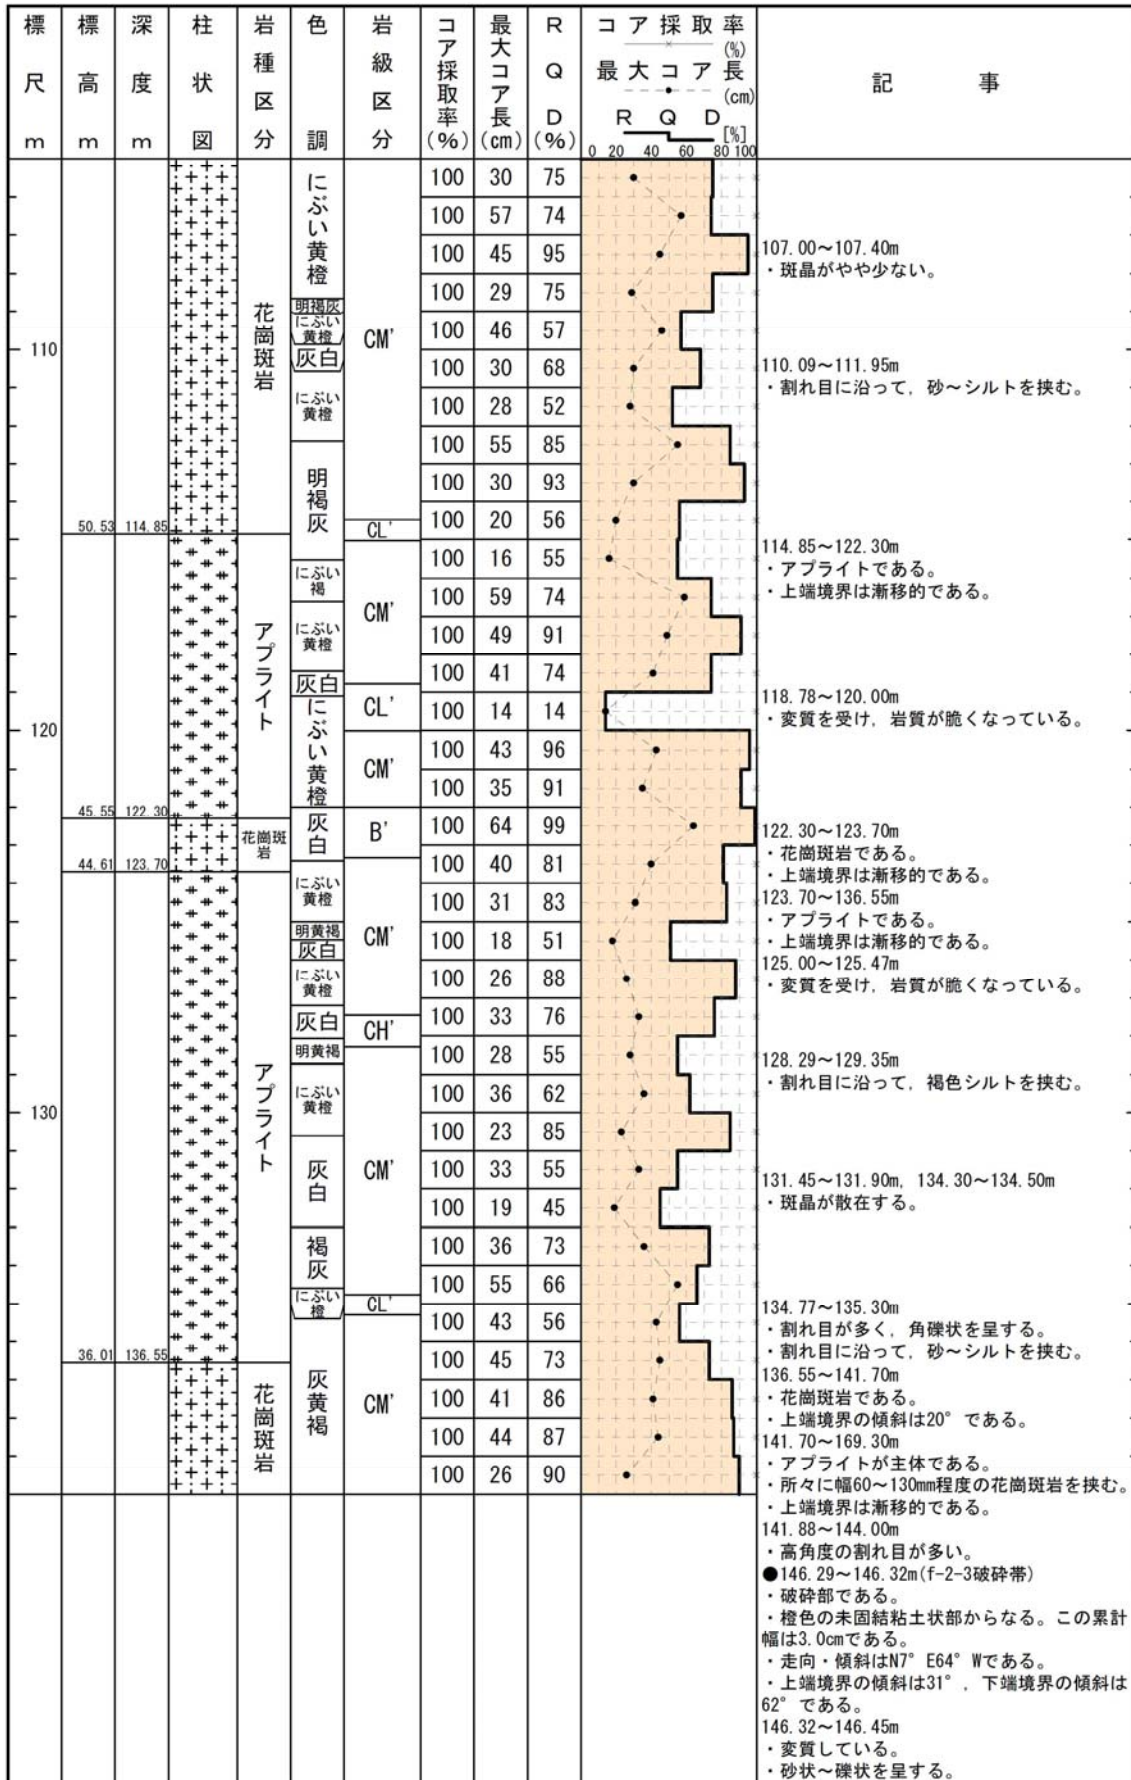 標尺m
標高m
深度m
柱状図
岩種区分
色調
岩級区分
コア採取率(%)
最大コア長(cm)
RQD(%)
コア採取率(%)
最大コア長(cm)
RQD[%]
0 20 40 60 80 100
記事
110
120
130
50.53 114.85
45.55 122.30
44.61 123.70
36.01 136.55
花崗斑岩
アプライト
花崗斑岩
アプライト
花崗斑岩
にぶい黄橙
明褐灰
にぶい黄橙
灰白
にぶい黄橙
明褐灰
にぶい褐
にぶい黄橙
灰白
にぶい黄橙
灰白
にぶい黄橙
明黄褐
灰白
にぶい黄橙
灰白
明黄褐
にぶい黄橙
灰白
褐灰
にぶい橙
灰黄褐
CM'
CL'
CM'
CL'
CM'
B'
CM'
CH'
CM'
CL'
CM'
100 30 75
100 57 74
100 45 95
100 29 75
100 46 57
100 30 68
100 28 52
100 55 85
100 30 93
100 20 56
100 16 55
100 59 74
100 49 91
100 41 74
100 14 14
100 43 96
100 35 91
100 64 99
100 40 81
100 31 83
100 18 51
100 26 88
100 33 76
100 28 55
100 36 62
100 23 85
100 33 55
100 19 45
100 36 73
100 55 66
100 43 56
100 45 73
100 41 86
100 44 87
100 26 90
107.00～107.40m
・斑晶がやや少ない。
110.09～111.95m
・割れ目に沿って，砂～シルトを挟む。
114.85～122.30m
・アプライトである。
・上端境界は漸移的である。
118.78～120.00m
・変質を受け，岩質が脆くなっている。
122.30～123.70m
・花崗斑岩である。
・上端境界は漸移的である。
123.70～136.55m
・アプライトである。
・上端境界は漸移的である。
125.00～125.47m
・変質を受け，岩質が脆くなっている。
128.29～129.35m
・割れ目に沿って，褐色シルトを挟む。
131.45～131.90m, 134.30～134.50m
・斑晶が散在する。
134.77～135.30m
・割れ目が多く，角礫状を呈する。
・割れ目に沿って，砂～シルトを挟む。
136.55～141.70m
・花崗斑岩である。
・上端境界の傾斜は20°である。
141.70～169.30m
・アプライトが主体である。
・所々に幅60～130mm程度の花崗斑岩を挟む。
・上端境界は漸移的である。
141.88～144.00m
・高角度の割れ目が多い。
●146.29～146.32m(f-2-3破砕帯)
・破砕部である。
・橙色の未固結粘土状部からなる。この累計
幅は3.0cmである。
・走向・傾斜はN7°E64°Wである。
・上端境界の傾斜は31°，下端境界の傾斜は
62°である。
146.32～146.45m
・変質している。
・砂状～礫状を呈する。